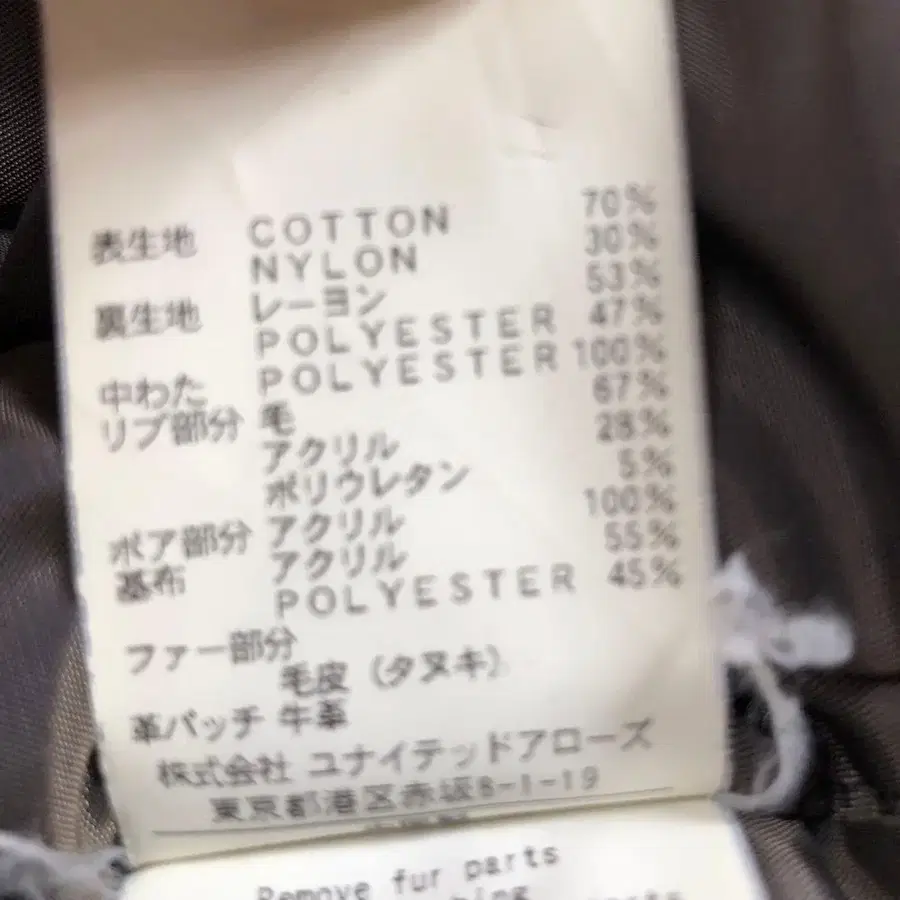 表生地 COTTON 70%
NYLON 30%
裏生地 レーヨン 53%
POLYESTER 47%
中わた POLYESTER 100%
リブ部分 毛 67%
アクリル 28%
ポリウレタン 5%
ボア部分 アクリル 100%
基布 アクリル 55%
POLYESTER 45%
ファー部分
毛皮 (タヌキ)
革パッチ 牛革
株式会社 ユナイテッドアローズ
東京都港区赤坂8-1-19
Remove fur parts